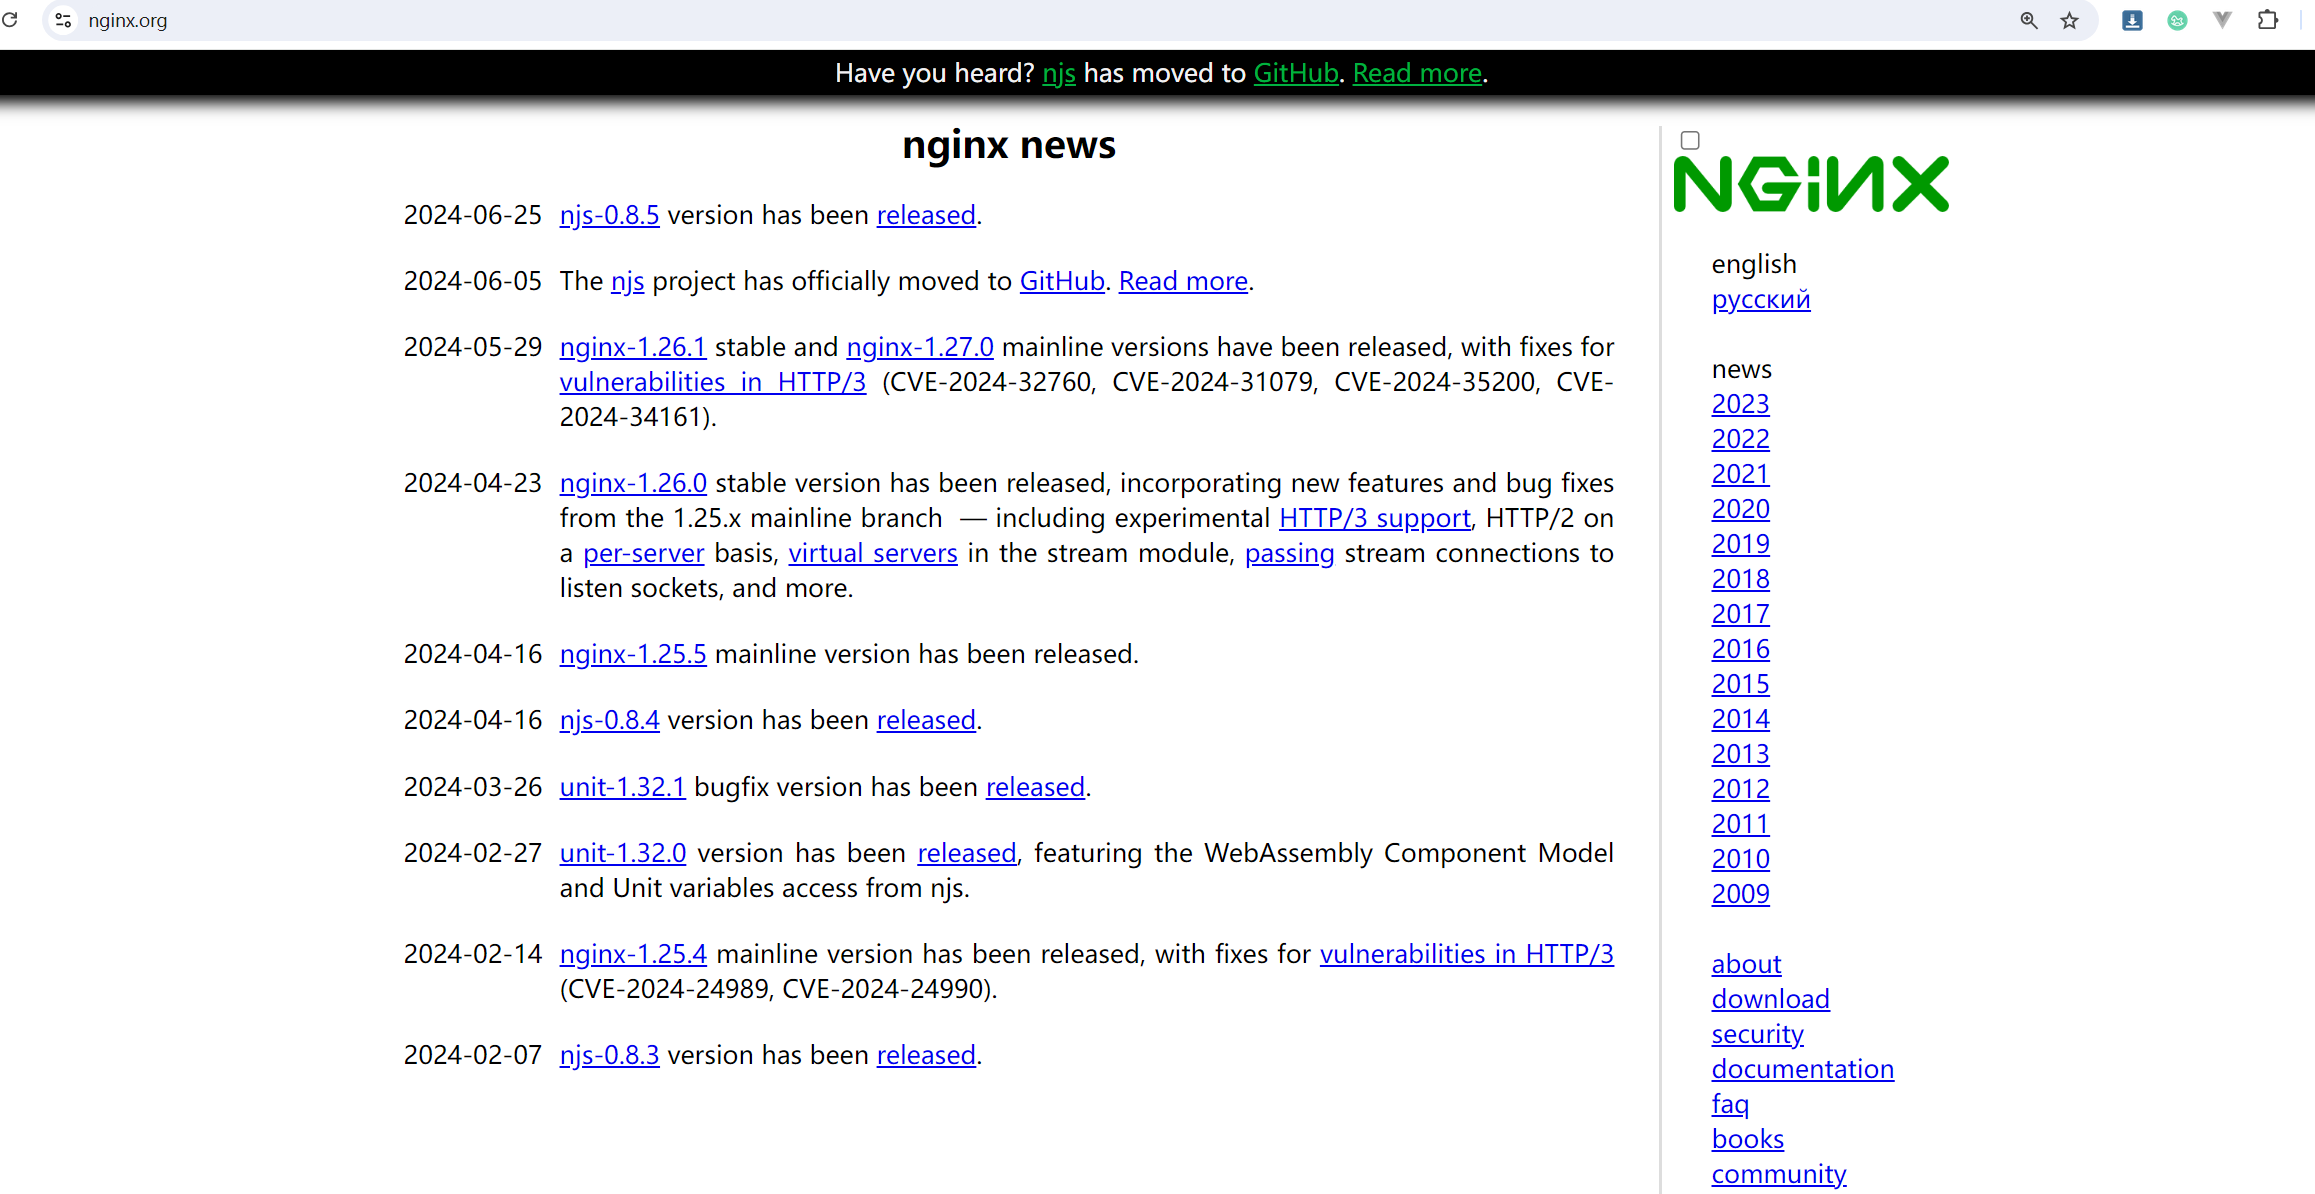 nginx.org
Have you heard? njs has moved to GitHub. Read more.
nginx news
2024-06-25 njs-0.8.5 version has been released.
2024-06-05 The njs project has officially moved to GitHub. Read more.
2024-05-29 nginx-1.26.1 stable and nginx-1.27.0 mainline versions have been released, with fixes for
vulnerabilities in HTTP/3 (CVE-2024-32760, CVE-2024-31079, CVE-2024-35200, CVE-
2024-34161).
2024-04-23 nginx-1.26.0 stable version has been released, incorporating new features and bug fixes
from the 1.25.x mainline branch — including experimental HTTP/3 support, HTTP/2 on
a per-server basis, virtual servers in the stream module, passing stream connections to
listen sockets, and more.
2024-04-16 nginx-1.25.5 mainline version has been released.
2024-04-16 njs-0.8.4 version has been released.
2024-03-26 unit-1.32.1 bugfix version has been released.
2024-02-27 unit-1.32.0 version has been released, featuring the WebAssembly Component Model
and Unit variables access from njs.
2024-02-14 nginx-1.25.4 mainline version has been released, with fixes for vulnerabilities in HTTP/3
(CVE-2024-24989, CVE-2024-24990).
2024-02-07 njs-0.8.3 version has been released.
NGiNX
english
русский
news
2023
2022
2021
2020
2019
2018
2017
2016
2015
2014
2013
2012
2011
2010
2009
about
download
security
documentation
faq
books
community